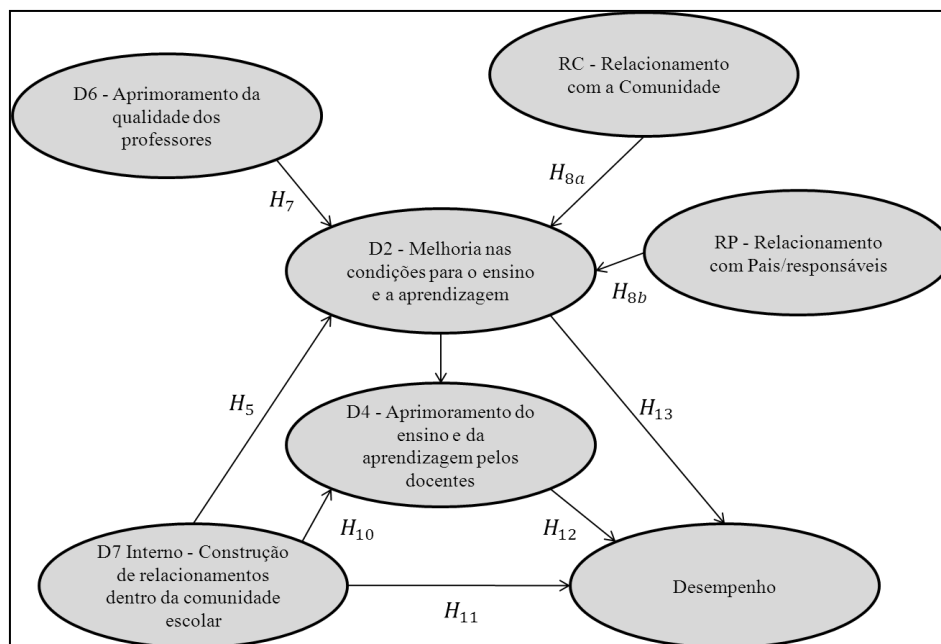 RC - Relacionamento
com a Comunidade
D6 - Aprimoramento da
qualidade dos
professores
H8a
H7
D2 - Melhoria nas
condições para o ensino
e a aprendizagem
RP - Relacionamento
com Pais/responsáveis
H8b
H5
D4 - Aprimoramento do
ensino e da
aprendizagem pelos
docentes
H13
H10
H12
D7 Interno - Construção
de relacionamentos
dentro da comunidade
escolar
H11
Desempenho